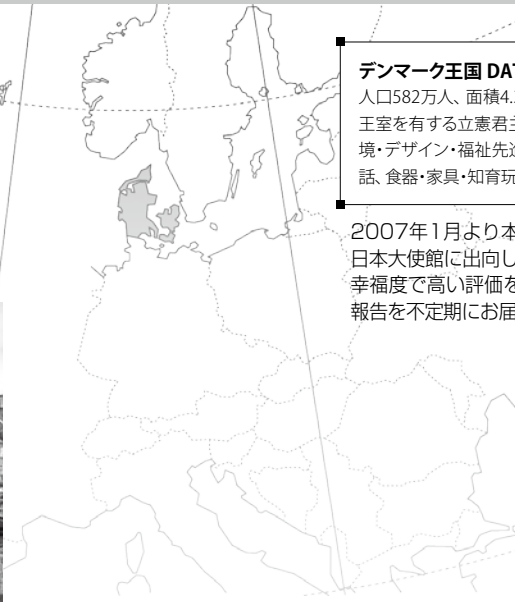 デンマーク王国 DAT
人口582万人、面積4.
王室を有する立憲君主
境・デザイン・福祉先進
話、食器・家具・知育玩
2007年1月より本
日本大使館に出向し
幸福度で高い評価を
報告を不定期にお届